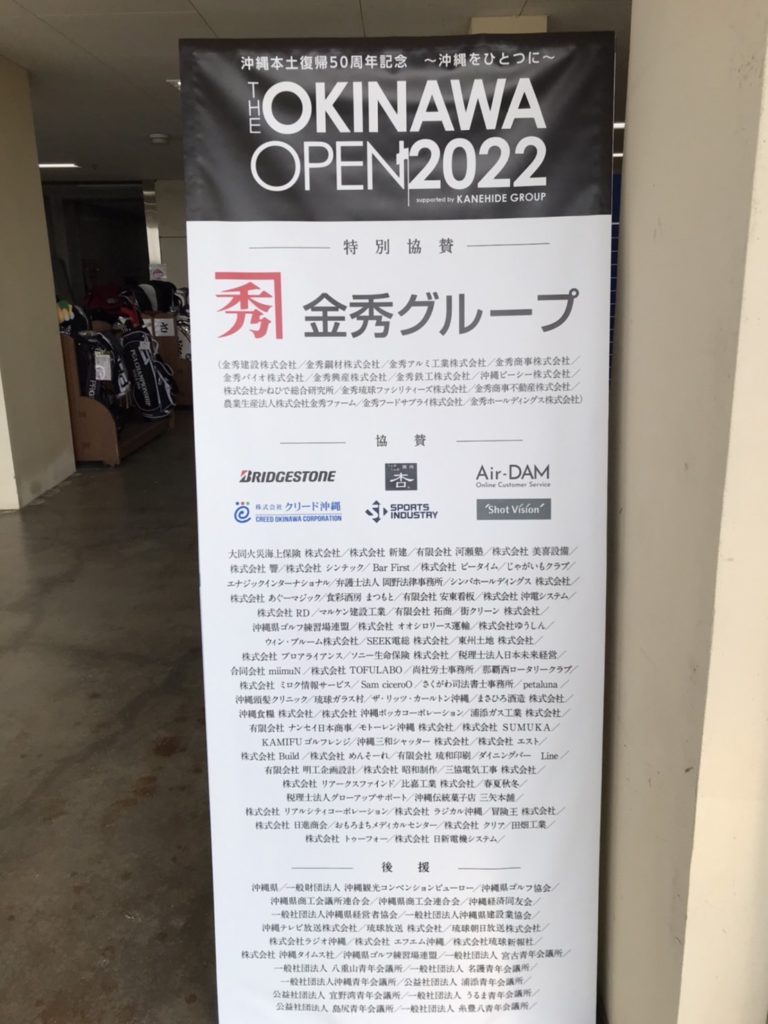 沖縄本土復帰50周年記念 ～沖縄をひとつに～
THE OKINAWA
OPEN 2022
supported by KANEHIDE GROUP
特別協賛
秀 金秀グループ
(金秀建設株式会社／金秀鋼材株式会社／金秀アルミ工業株式会社／金秀商事株式会社／
金秀バイオ株式会社／金秀興産株式会社／金秀鉄工株式会社／沖縄ピーシー株式会社／
株式会社かねひで総合研究所／金秀琉球ファシリティーズ株式会社／金秀商事不動産株式会社／
農業生産法人株式会社金秀ファーム／金秀フードサプライ株式会社／金秀ホールディングス株式会社)
協賛
BRIDGESTONE
杏
Air-DAM
Online Customer Service
株式会社 クリード沖縄
CREED OKINAWA CORPORATION
SPORTS
INDUSTRY
"Shot Vision"
大同火災海上保険 株式会社／株式会社 新建／有限会社 河瀬塾／株式会社 美喜設備／
株式会社 響／株式会社 シンテック／Bar First／株式会社 ビータイム／じゃがいもクラブ／
エナジックインターナショナル／弁護士法人 岡野法律事務所／シンバホールディングス 株式会社／
株式会社 あぐーマジック／食彩酒房 まつもと／有限会社 安東看板／株式会社 沖電システム／
株式会社 RD／マルケン建設工業／有限会社 拓商／街クリーン 株式会社／
沖縄県ゴルフ練習場連盟／株式会社 オオシロリース運輸／株式会社ゆうしん／
ウィン・ブルーム株式会社／SEEK電総 株式会社／東州土地 株式会社／
株式会社 プロアライアンス／ソニー生命保険 株式会社／税理士法人日本未来経営／
合同会社 miimuN／株式会社 TOFULABO／尚社労士事務所／那覇西ロータリークラブ／
株式会社 ミロク情報サービス／Sam ciceroO／さくがわ司法書士事務所／petaluna／
沖縄頭髪クリニック／琉球ガラス村／ザ・リッツ・カールトン沖縄／まさひろ酒造 株式会社／
沖縄食糧 株式会社／株式会社 沖縄ポッカコーポレーション／浦添ガス工業 株式会社／
有限会社 ナンセイ日本商事／モトーレン沖縄 株式会社／株式会社 SUMUKA／
KAMIFUゴルフレンジ／沖縄三和シャッター 株式会社／株式会社 エスト／
株式会社 Build／株式会社 めんそーれ／有限会社 琉和印刷／ダイニングバー Line／
有限会社 明工企画設計／株式会社 昭和制作／三協電気工事 株式会社／
株式会社 リアークスファインド／比嘉工業 株式会社／春夏秋冬／
税理士法人グローアップサポート／沖縄伝統菓子店 三矢本舗／
株式会社 リアルシティコーポレーション／株式会社 ラジカル沖縄／冒険王 株式会社／
株式会社 日進商会／おもろまちメディカルセンター／株式会社 クリア／田畑工業／
株式会社 トゥーフォー／株式会社 日新電機システム／
後援
沖縄県／一般財団法人 沖縄観光コンベンションビューロー／沖縄県ゴルフ協会／
沖縄県商工会議所連合会／沖縄県商工会連合会／沖縄経済同友会／
一般社団法人沖縄県経営者協会／一般社団法人沖縄県建設業協会／
沖縄テレビ放送株式会社／琉球放送 株式会社／琉球朝日放送株式会社／
株式会社ラジオ沖縄／株式会社 エフエム沖縄／株式会社琉球新報社／
株式会社 沖縄タイムス社／沖縄県ゴルフ練習場連盟／一般社団法人 宮古青年会議所／
一般社団法人 八重山青年会議所／一般社団法人 名護青年会議所／
一般社団法人沖縄青年会議所／公益社団法人 浦添青年会議所／
公益社団法人 宜野湾青年会議所／一般社団法人 うるま青年会議所／
公益社団法人 島尻青年会議所／一般社団法人 糸豊八青年会議所／